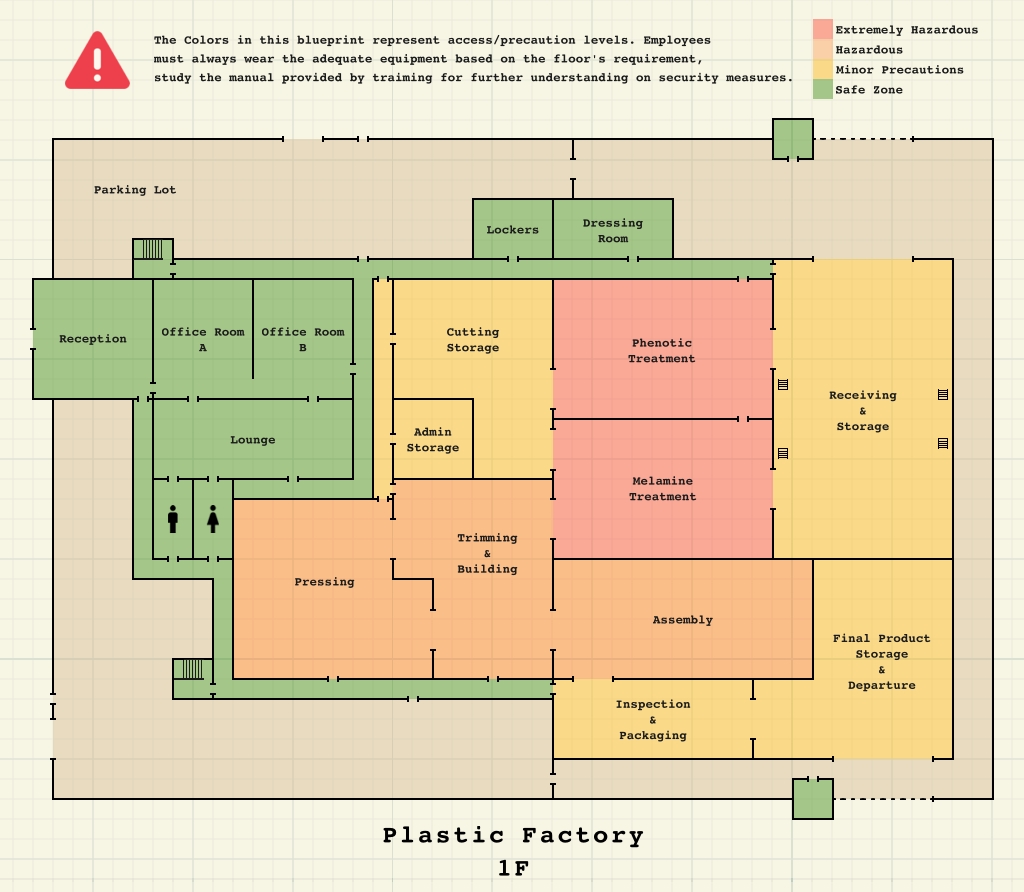 The Colors in this blueprint represent access/precaution levels. Employees
must always wear the adequate equipment based on the floor's requirement,
study the manual provided by traiming for further understanding on security measures.
Extremely Hazardous
Hazardous
Minor Precautions
Safe Zone
Parking Lot
Lockers
Dressing
Room
Reception
Office Room
A
Office Room
B
Cutting
Storage
Phenotic
Treatment
Receiving
&
Storage
Lounge
Admin
Storage
Melamine
Treatment
Trimming
&
Building
Pressing
Assembly
Final Product
Storage
&
Departure
Inspection
&
Packaging
Plastic Factory
1F